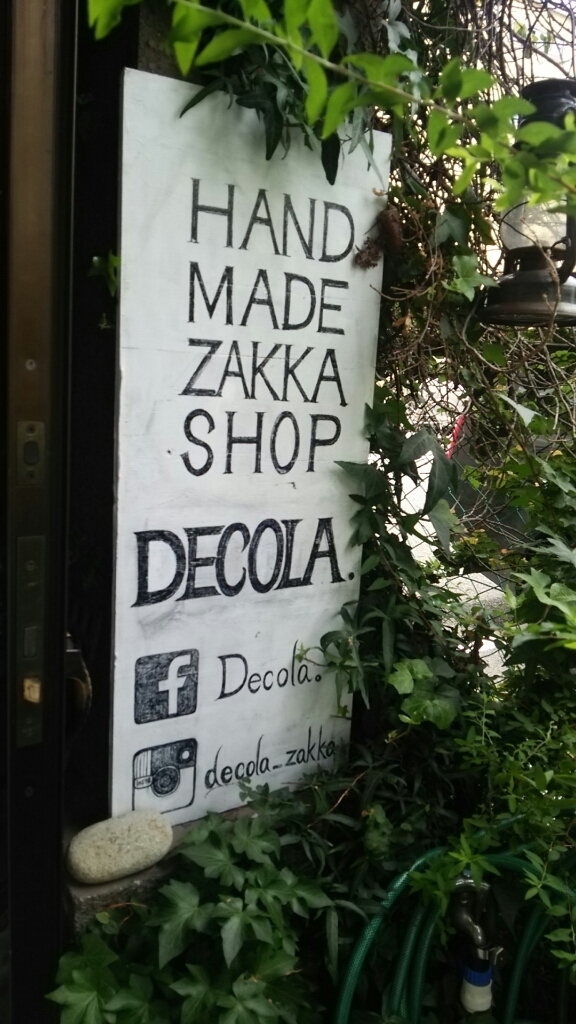 HAND
MADE
ZAKKA
SHOP
DECOLA.
f Decola.
decola_zakka